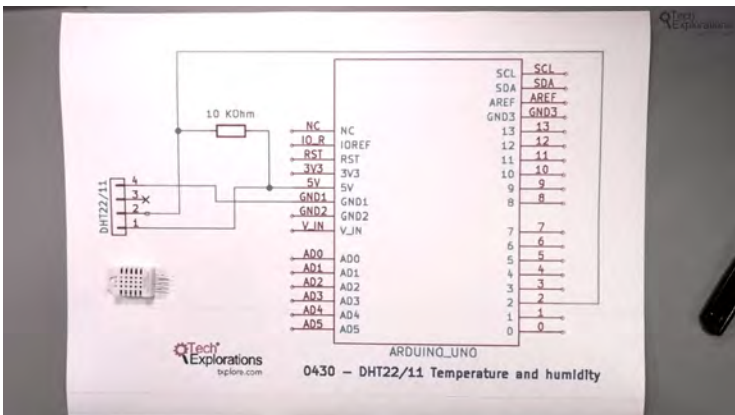 Tech
Explorations
10 KOhm
DHT22/11
4
3
2
1
NC
IO_R
RST
3V3
5V
GND1
GND2
V_IN
AD0
AD1
AD2
AD3
AD4
AD5
NC
IOREF
RST
3V3
5V
GND1
GND2
V_IN
AD0
AD1
AD2
AD3
AD4
AD5
SCL
SDA
AREF
GND3
13
12
11
10
9
8
7
6
5
4
3
2
1
0
SCL
SDA
AREF
GND3
13
12
11
10
9
8
7
6
5
4
3
2
1
0
ARDUINO_UNO
Tech
Explorations
txplore.com
0430 – DHT22/11 Temperature and humidity